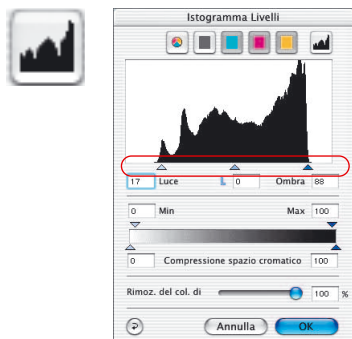 Istogramma Livelli
17 Luce 0 Ombra 88
0 Min Max 100
0 Compressione spazio cromatico 100
Rimoz. del col. di 100 %
Annulla OK